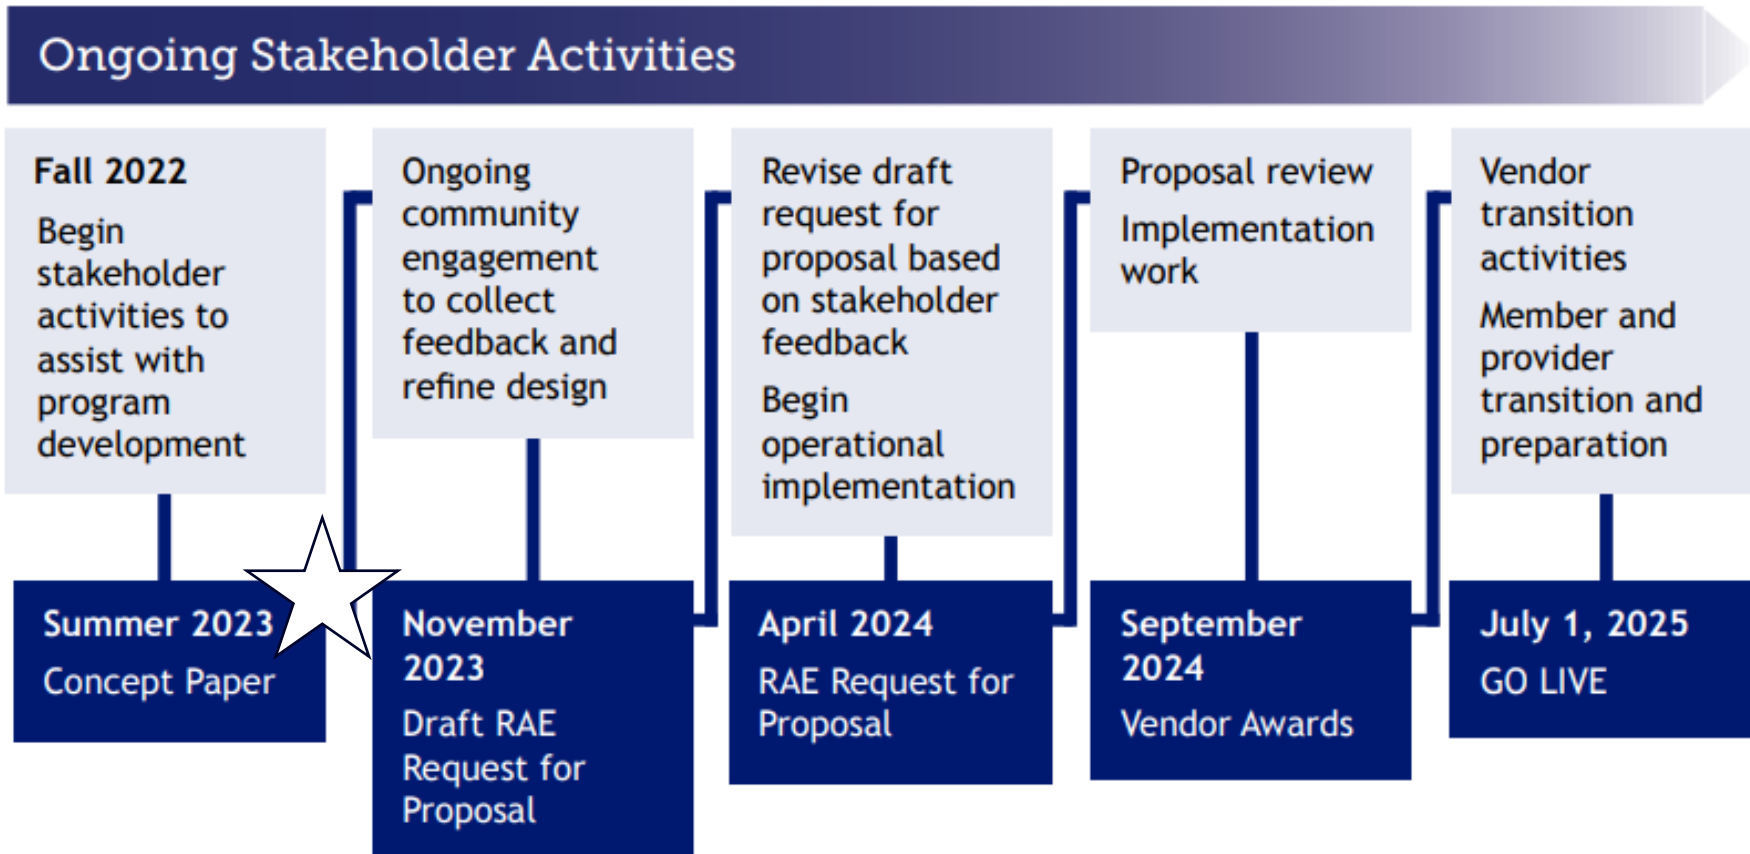 Ongoing Stakeholder Activities
Fall 2022
Begin
stakeholder
activities to
assist with
program
development
Summer 2023
Concept Paper
Ongoing
community
engagement
to collect
feedback and
refine design
November
2023
Draft RAE
Request for
Proposal
Revise draft
request for
proposal based
on stakeholder
feedback
Begin
operational
implementation
April 2024
RAE Request for
Proposal
Proposal review
Implementation
work
September
2024
Vendor Awards
Vendor
transition
activities
Member and
provider
transition and
preparation
July 1, 2025
GO LIVE